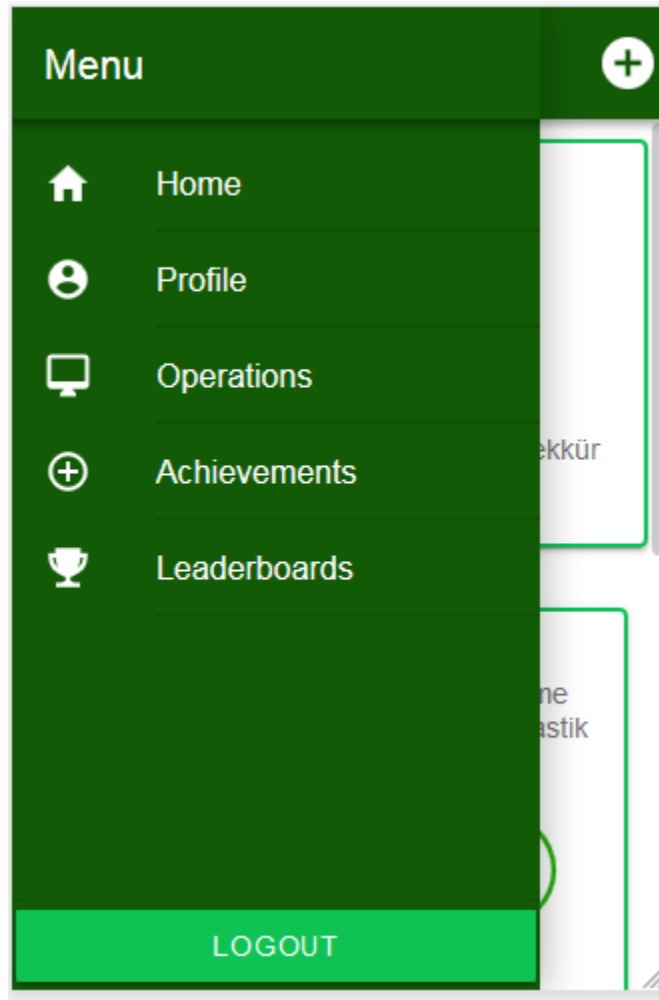 Menu
Home
Profile
Operations
Achievements
Leaderboards
LOGOUT